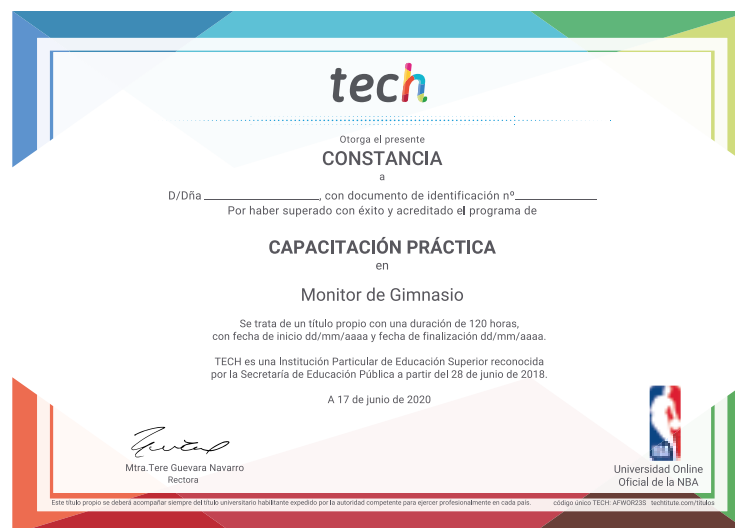 tech
Otorga el presente
CONSTANCIA
a
D/Dña ____________________, con documento de identificación nº______________
Por haber superado con éxito y acreditado el programa de
CAPACITACIÓN PRÁCTICA
en
Monitor de Gimnasio
Se trata de un título propio con una duración de 120 horas,
con fecha de inicio dd/mm/aaaa y fecha de finalización dd/mm/aaaa.
TECH es una Institución Particular de Educación Superior reconocida
por la Secretaría de Educación Pública a partir del 28 de junio de 2018.
A 17 de junio de 2020
Mtra.Tere Guevara Navarro
Rectora
Universidad Online
Oficial de la NBA
Este título propio se deberá acompañar siempre del título universitario habilitante expedido por la autoridad competente para ejercer profesionalmente en cada país.
código único TECH: AFWOR23S techtitute.com/títulos